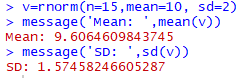 > v=rnorm(n=15,mean=10, sd=2)
> message('Mean: ',mean(v))
Mean: 9.6064609843745
> message('SD: ',sd(v))
SD: 1.57458246605287